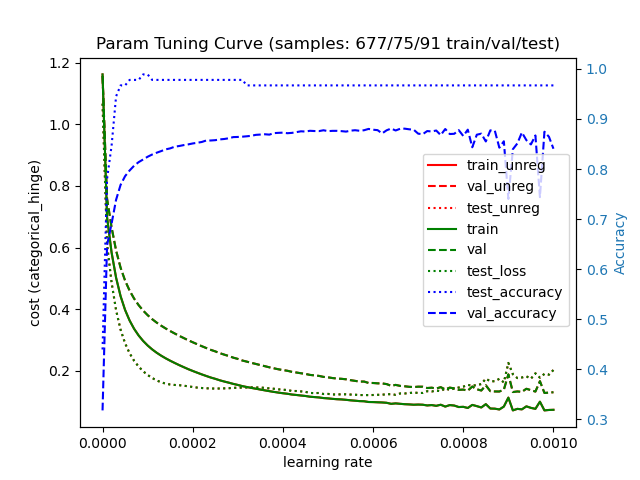 Param Tuning Curve (samples: 677/75/91 train/val/test)
1.2
1.0
0.8
0.6
0.4
0.2
cost (categorical_hinge)
1.0
0.9
0.8
0.7
0.6
0.5
0.4
0.3
Accuracy
train_unreg
val_unreg
test_unreg
train
val
test_loss
test_accuracy
val_accuracy
0.0000 0.0002 0.0004 0.0006 0.0008 0.0010
learning rate